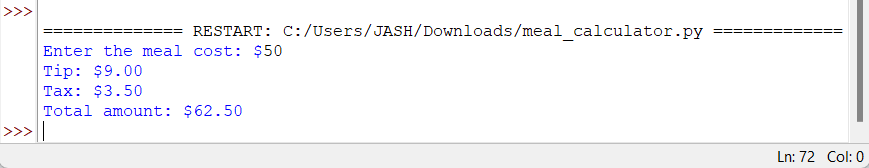 >>>
============== RESTART: C:/Users/JASH/Downloads/meal_calculator.py =============
Enter the meal cost: $50
Tip: $9.00
Tax: $3.50
Total amount: $62.50
>>>
Ln: 72 Col: 0